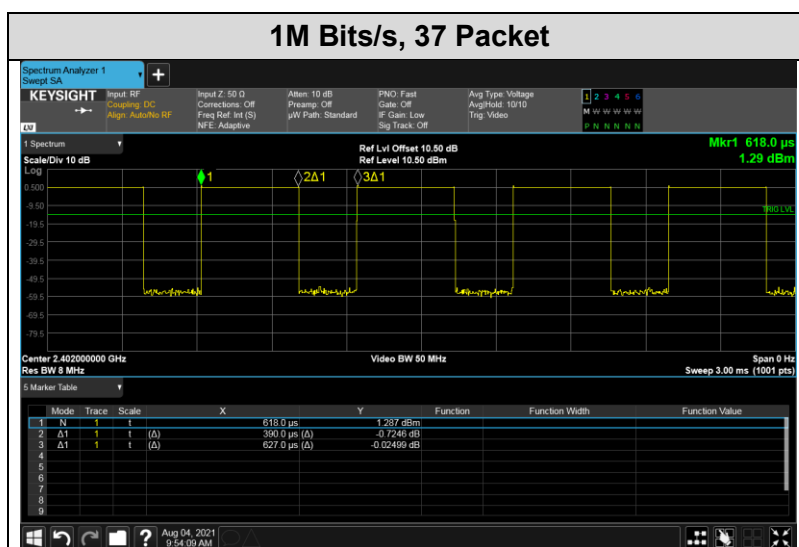 1M Bits/s, 37 Packet
Spectrum Analyzer 1
Swept SA
+
KEYSIGHT
LXI
Input: RF
Coupling: DC
Align: Auto/No RF
Input Z: 50 Ω
Corrections: Off
Freq Ref: Int (S)
NFE: Adaptive
Atten: 10 dB
Preamp: Off
µW Path: Standard
PNO: Fast
Gate: Off
IF Gain: Low
Sig Track: Off
Avg Type: Voltage
Avg|Hold: 10/10
Trig: Video
1 2 3 4 5 6
M W W W W W
P N N N N N
1 Spectrum
Scale/Div 10 dB
Ref Lvl Offset 10.50 dB
Ref Level 10.50 dBm
Mkr1 618.0 µs
1.29 dBm
Log
1
2Δ1
3Δ1
0.500
-9.50
TRIG LVL
-19.5
-29.5
-39.5
-49.5
-59.5
-69.5
-79.5
Center 2.402000000 GHz
Video BW 50 MHz
Span 0 Hz
Res BW 8 MHz
Sweep 3.00 ms (1001 pts)
5 Marker Table
Mode Trace Scale X Y Function Function Width Function Value
1 N 1 t 618.0 µs 1.287 dBm
2 Δ1 1 t (Δ) 390.0 µs (Δ) -0.7246 dB
3 Δ1 1 t (Δ) 627.0 µs (Δ) -0.02499 dB
4
5
6
7
8
9
?
Aug 04, 2021
9:54:09 AM